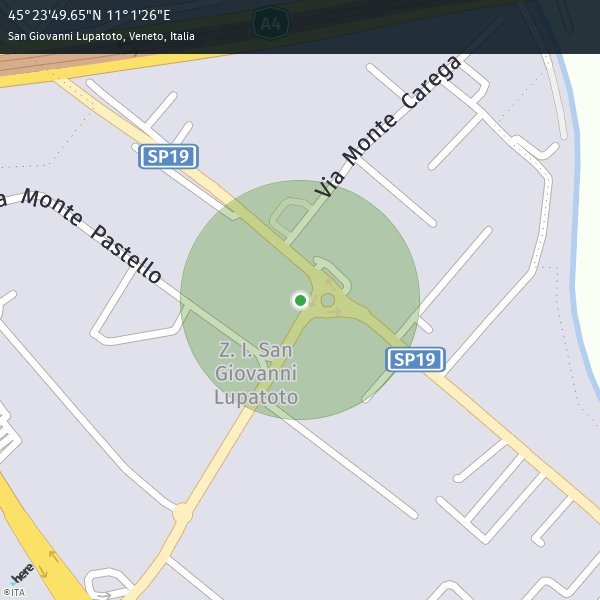 45°23'49.65"N 11°1'26"E
San Giovanni Lupatoto, Veneto, Italia
A4
Via Monte Carega
SP19
a Monte Pastello
SP19
Z. I. San
Giovanni
Lupatoto
here
©ITA